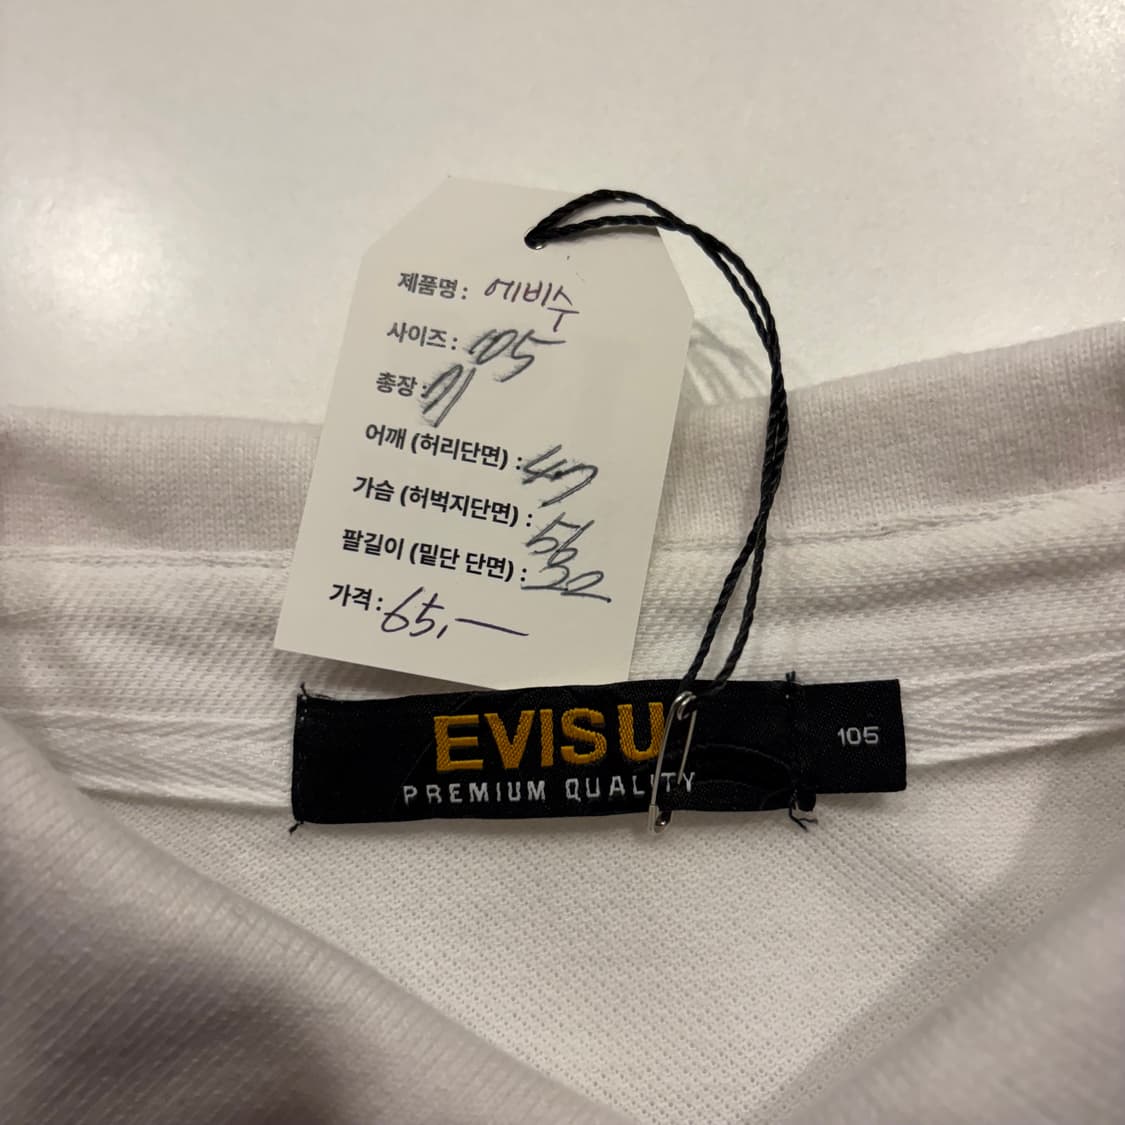 제품명 : 에비수
사이즈 : 105
총장 : 71
어깨 (허리단면) : 47
가슴 (허벅지단면) : 56
팔길이 (밑단 단면) : 30
가격 : 65,—
EVISU
PREMIUM QUALITY
105